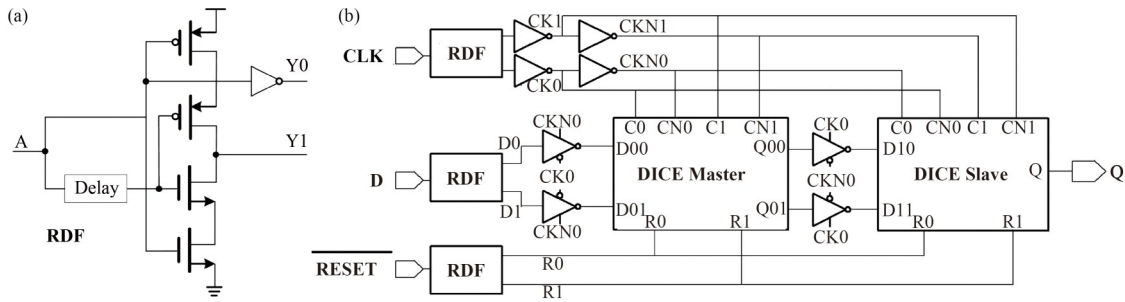 (a)
Y0
A
Y1
Delay
RDF
(b)
CK1
CKN1
CLK
RDF
CKN0
CK0
C0 CN0 C1 CN1
C0 CN0 C1 CN1
D0
CKN0
D00
Q00
CK0
D10
D
RDF
CK0
DICE Master
CKN0
DICE Slave
Q
Q
D1
CKN0
D01
Q01
CK0
D11
R0 R1
R0 R1
RESET
RDF
R0
R1